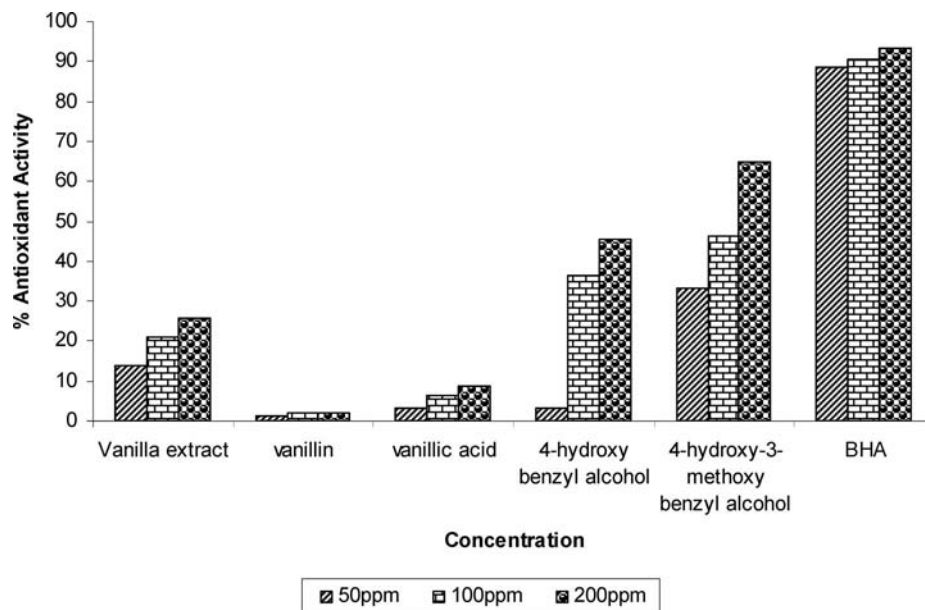 100
90
80
70
60
50
40
30
20
10
0
% Antioxidant Activity
Vanilla extract
vanillin
vanillic acid
4-hydroxy
benzyl alcohol
4-hydroxy-3-
methoxy
benzyl alcohol
BHA
Concentration
50ppm 100ppm 200ppm